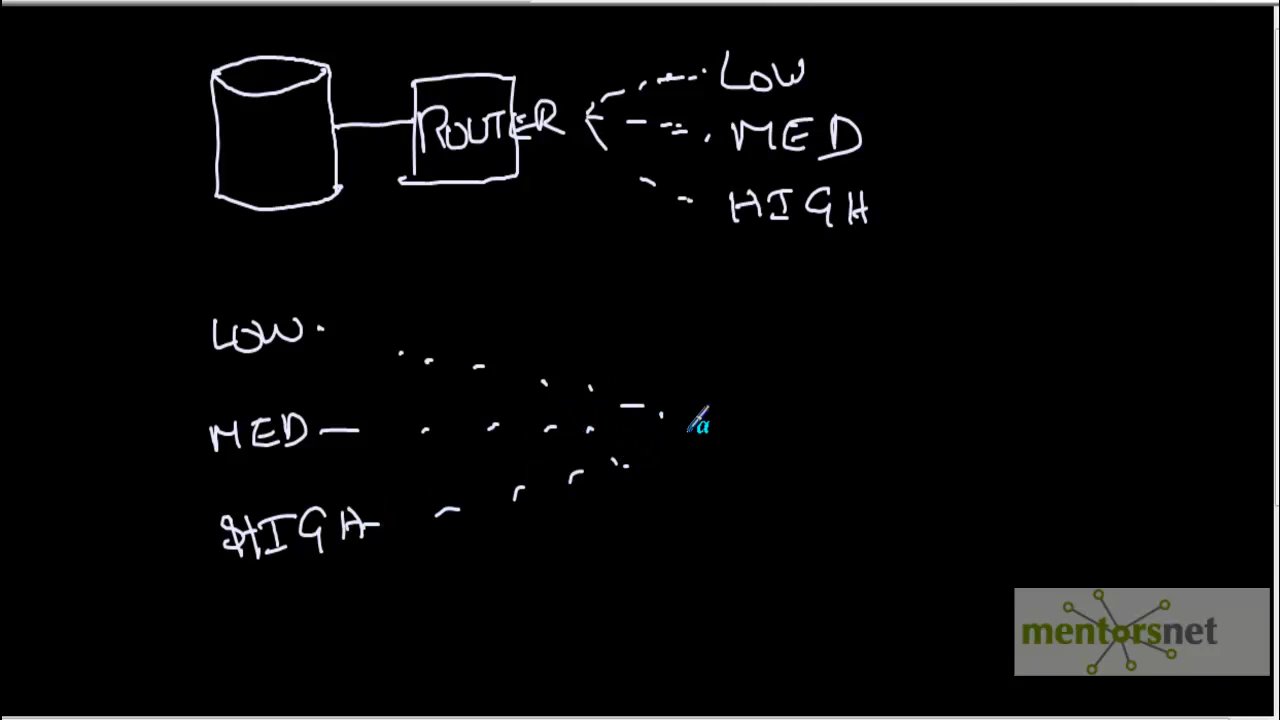 LOW
ROUTER
MED
HIGH
LOW
MED
HIGH
a
mentorsnet